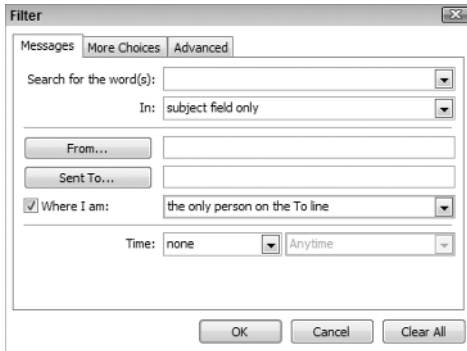 Filter
Messages More Choices Advanced
Search for the word(s):
In: subject field only
From...
Sent To...
Where I am: the only person on the To line
Time: none Anytime
OK Cancel Clear All